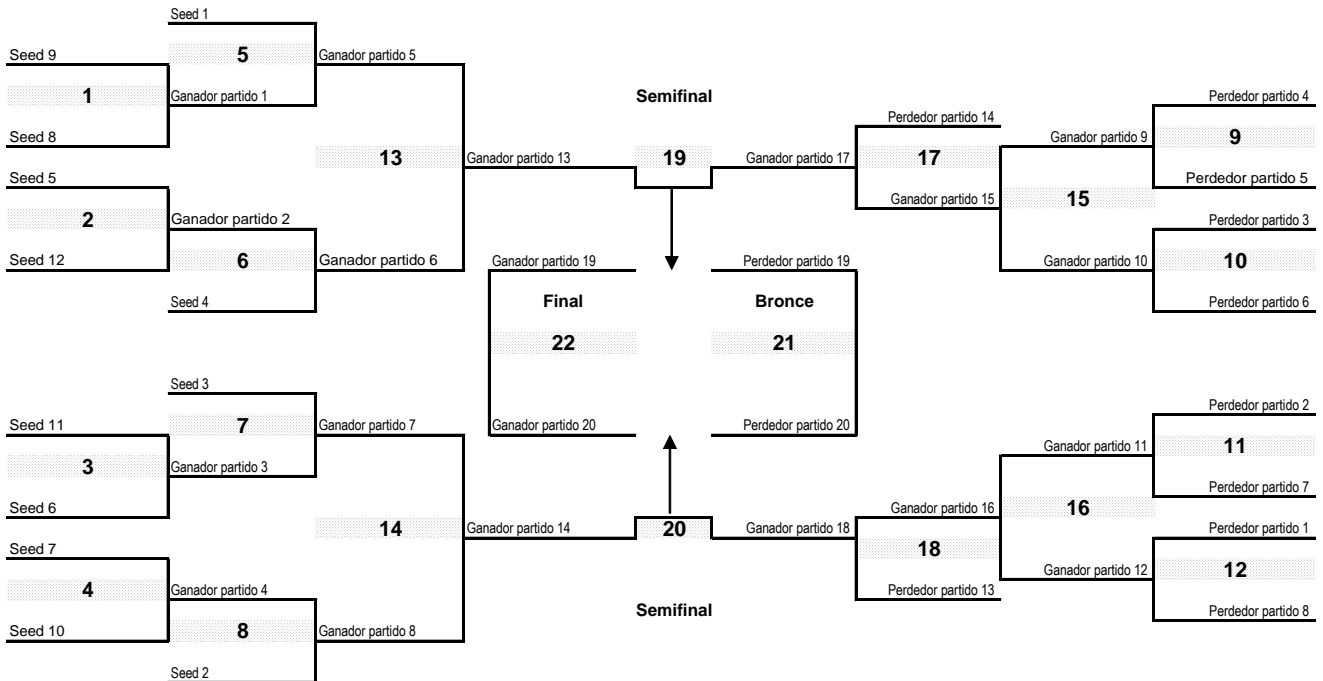 Seed 1
Seed 9
5
Ganador partido 5
1
Ganador partido 1
Seed 8
13
Ganador partido 13
Seed 5
2
Ganador partido 2
Seed 12
6
Ganador partido 6
Seed 4
Semifinal
19
Ganador partido 17
Perdedor partido 14
17
Ganador partido 15
Ganador partido 9
15
Ganador partido 10
Perdedor partido 4
9
Perdedor partido 5
Perdedor partido 3
10
Perdedor partido 6
Ganador partido 19
Final
22
Ganador partido 20
Perdedor partido 19
Bronce
21
Perdedor partido 20
Seed 3
Seed 11
7
Ganador partido 7
3
Ganador partido 3
Seed 6
14
Ganador partido 14
Seed 7
4
Ganador partido 4
Seed 10
8
Ganador partido 8
Seed 2
20
Semifinal
Ganador partido 18
Ganador partido 16
18
Perdedor partido 13
Ganador partido 11
16
Ganador partido 12
Perdedor partido 2
11
Perdedor partido 7
Perdedor partido 1
12
Perdedor partido 8